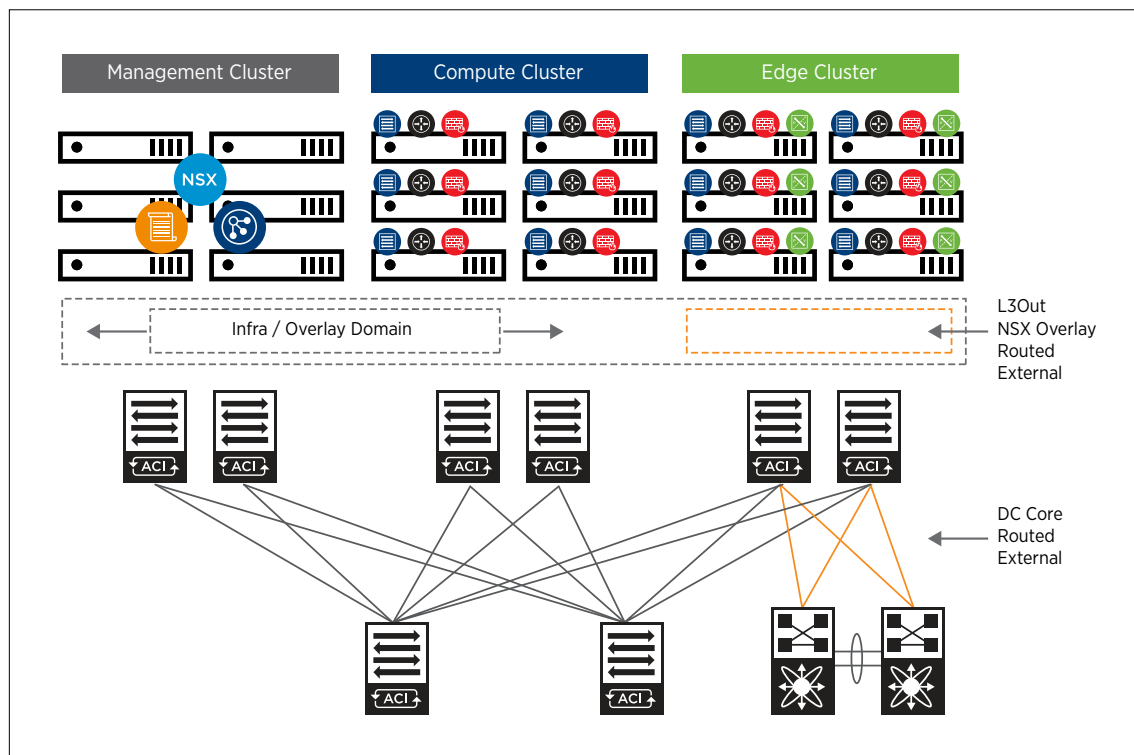 Management Cluster
Compute Cluster
Edge Cluster
NSX
Infra / Overlay Domain
L3Out
NSX Overlay
Routed
External
ACI
ACI
ACI
ACI
ACI
ACI
DC Core
Routed
External
ACI
ACI